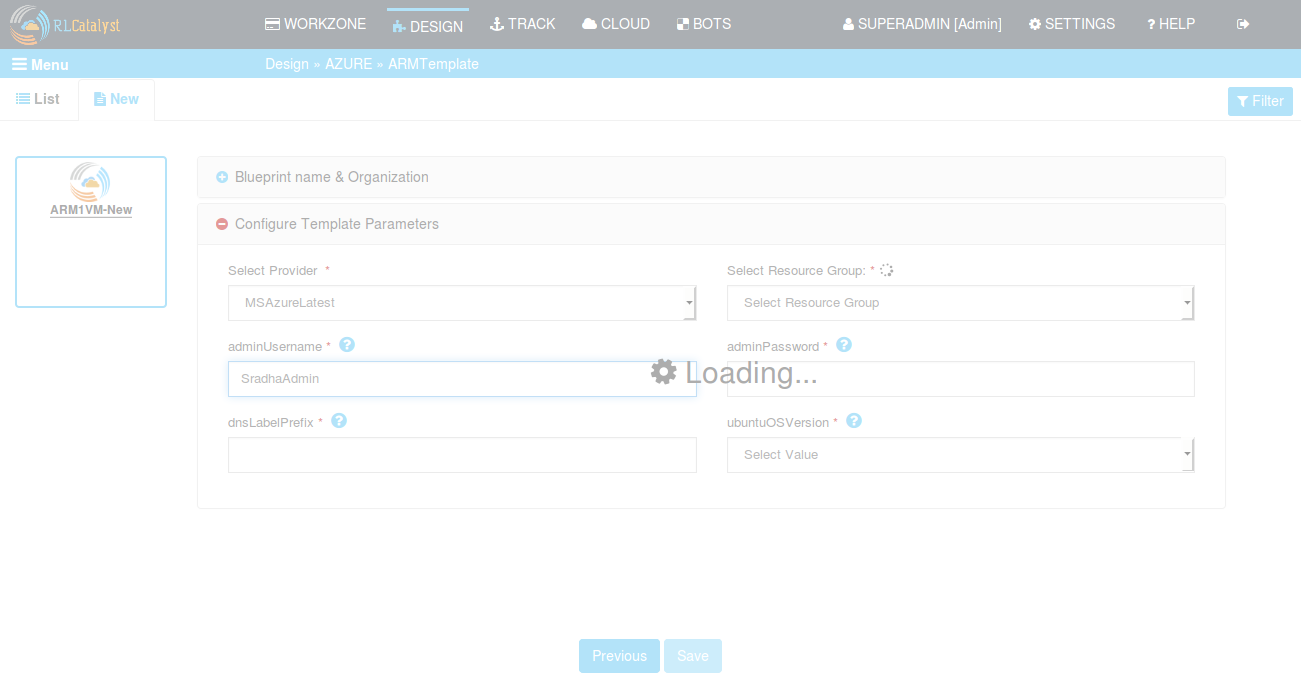 RLCatalyst WORKZONE DESIGN TRACK CLOUD BOTS SUPERADMIN [Admin] SETTINGS ? HELP
Menu Design » AZURE » ARMTemplate
List New Filter
ARM1VM-New
Blueprint name & Organization
Configure Template Parameters
Select Provider * Select Resource Group: *
MSAzureLatest Select Resource Group
adminUsername * ? adminPassword * ?
SradhaAdmin Loading...
dnsLabelPrefix * ? ubuntuOSVersion * ?
Select Value
Previous Save